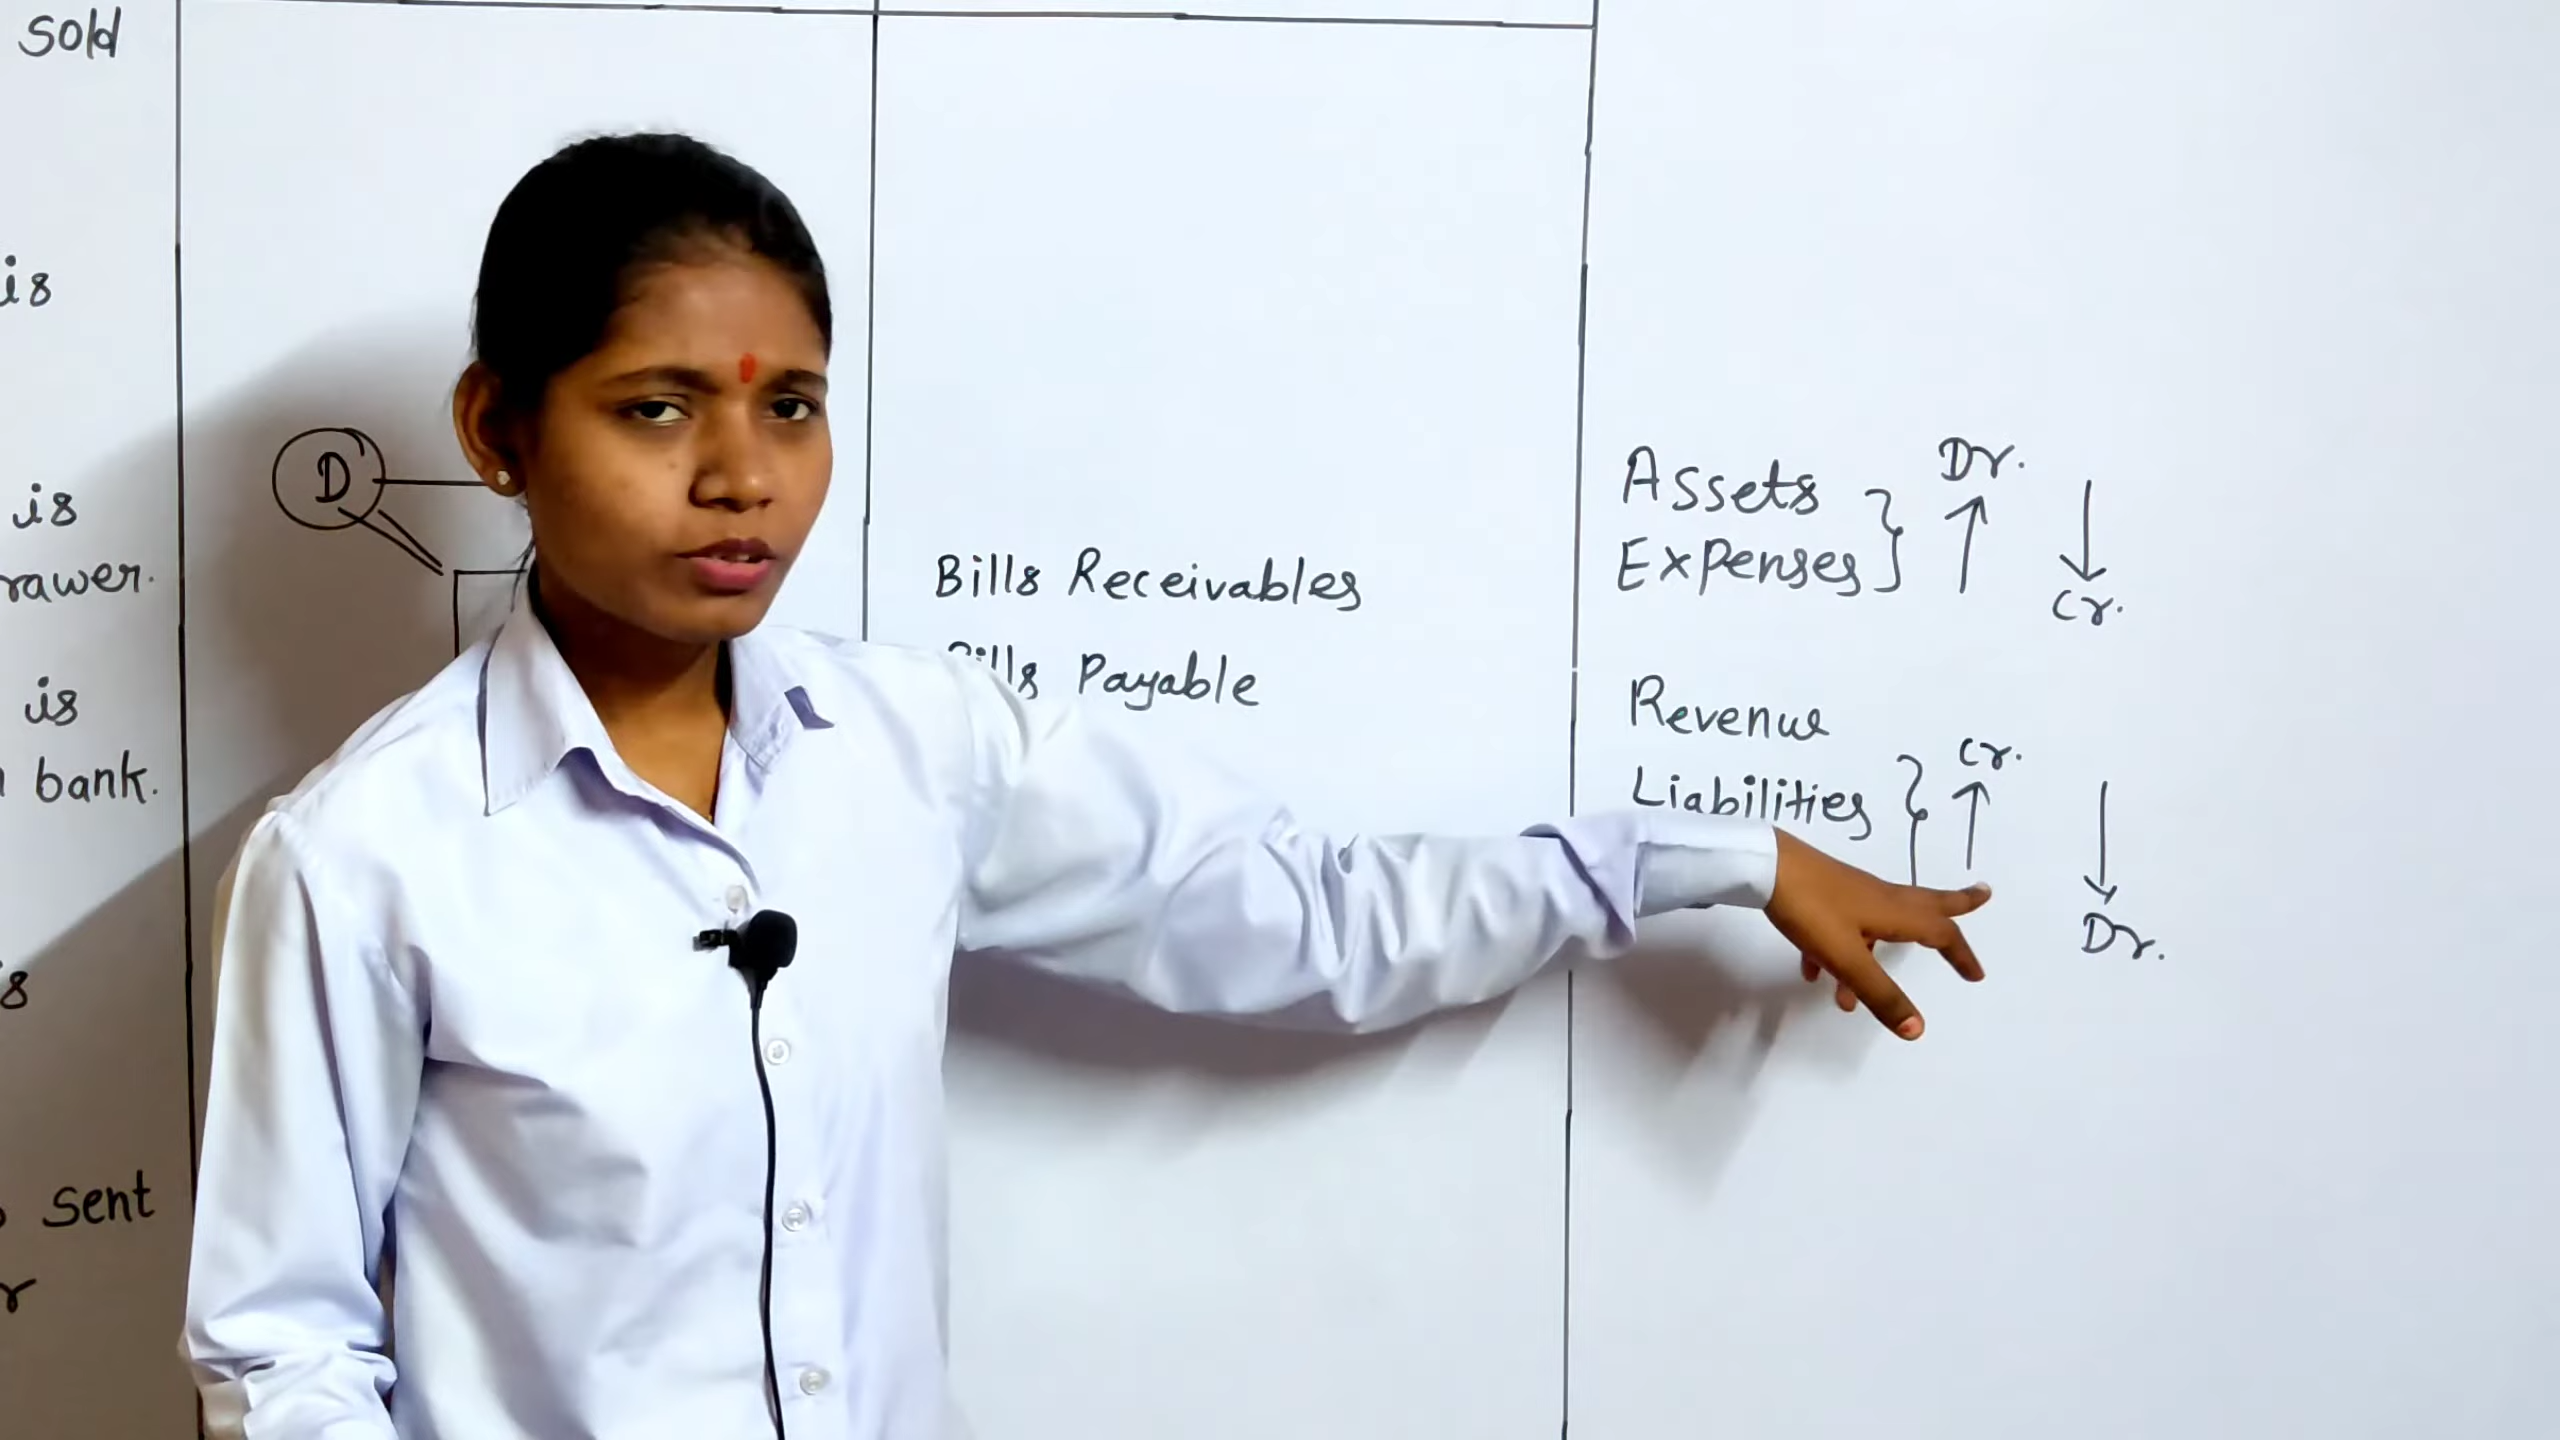 sold
is
is
rawer.
is
bank.
sent
D
Bills Receivables
Bills Payable
Assets Dr.
Expenses Cr.
Revenue
Liabilities Cr.
Dr.